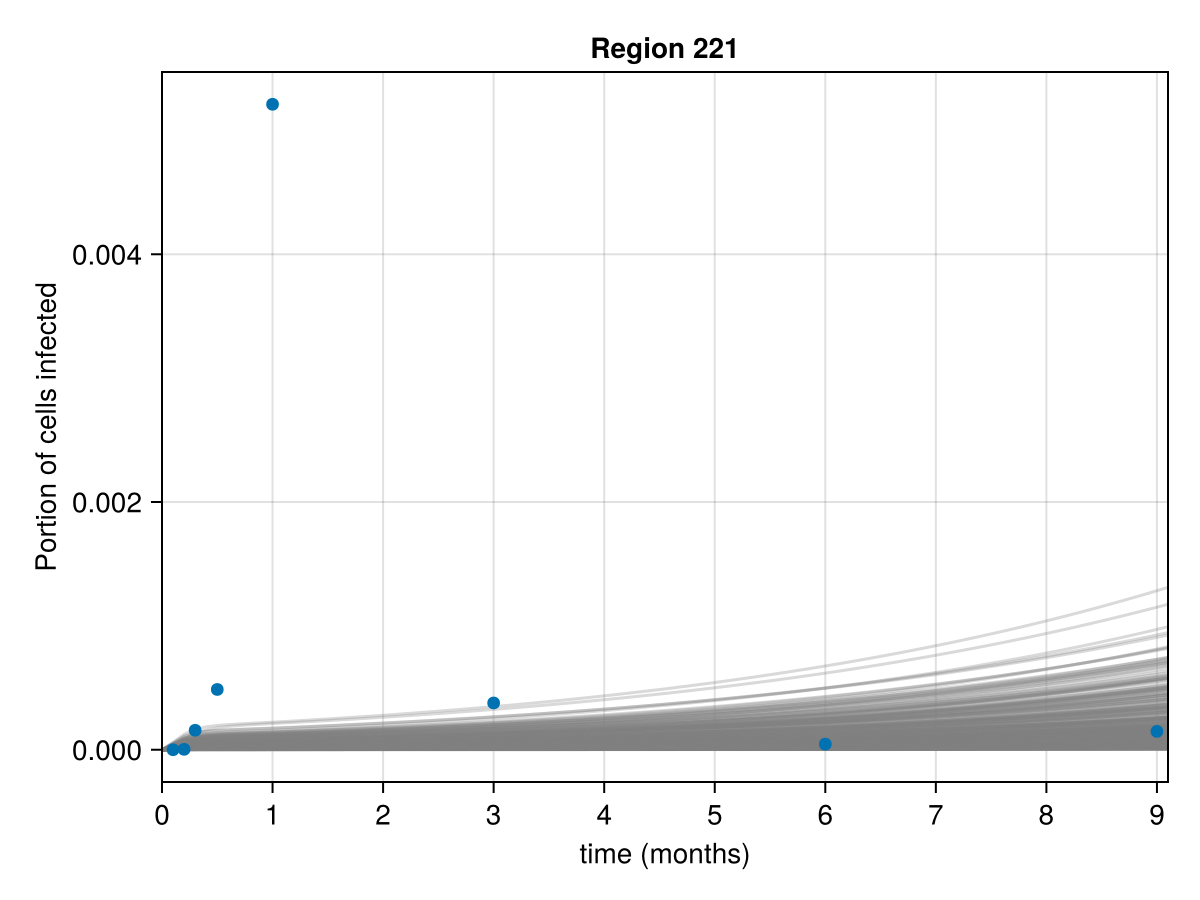 Region 221
Portion of cells infected
0.004
0.002
0.000
0 1 2 3 4 5 6 7 8 9
time (months)